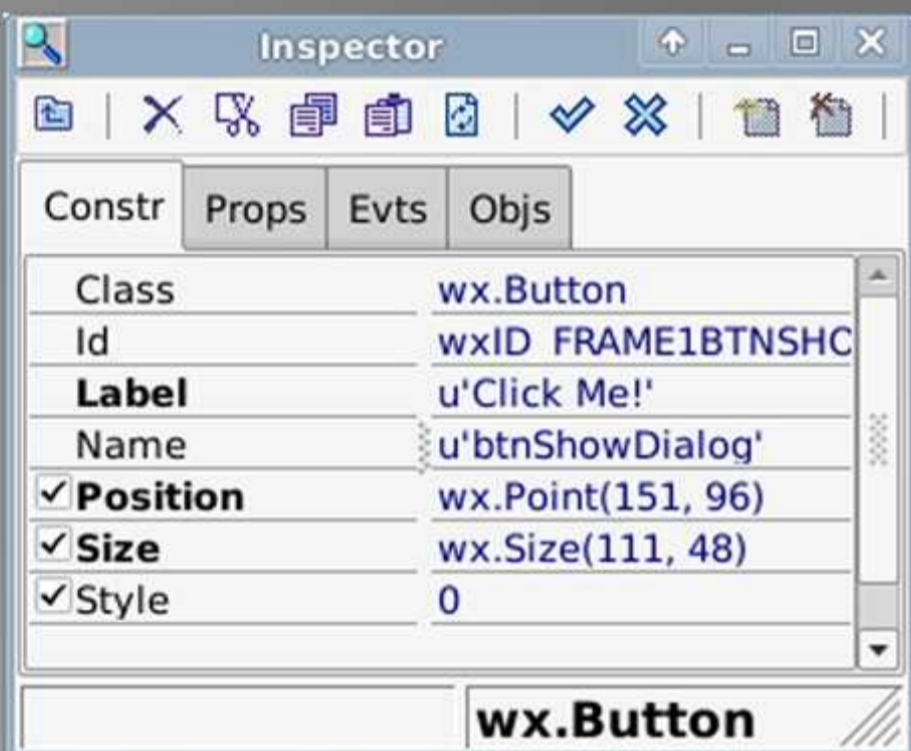 Inspector
Constr Props Evts Objs
Class wx.Button
Id wxID_FRAME1BTNSHO
Label u'Click Me!'
Name u'btnShowDialog'
Position wx.Point(151, 96)
Size wx.Size(111, 48)
Style 0
wx.Button